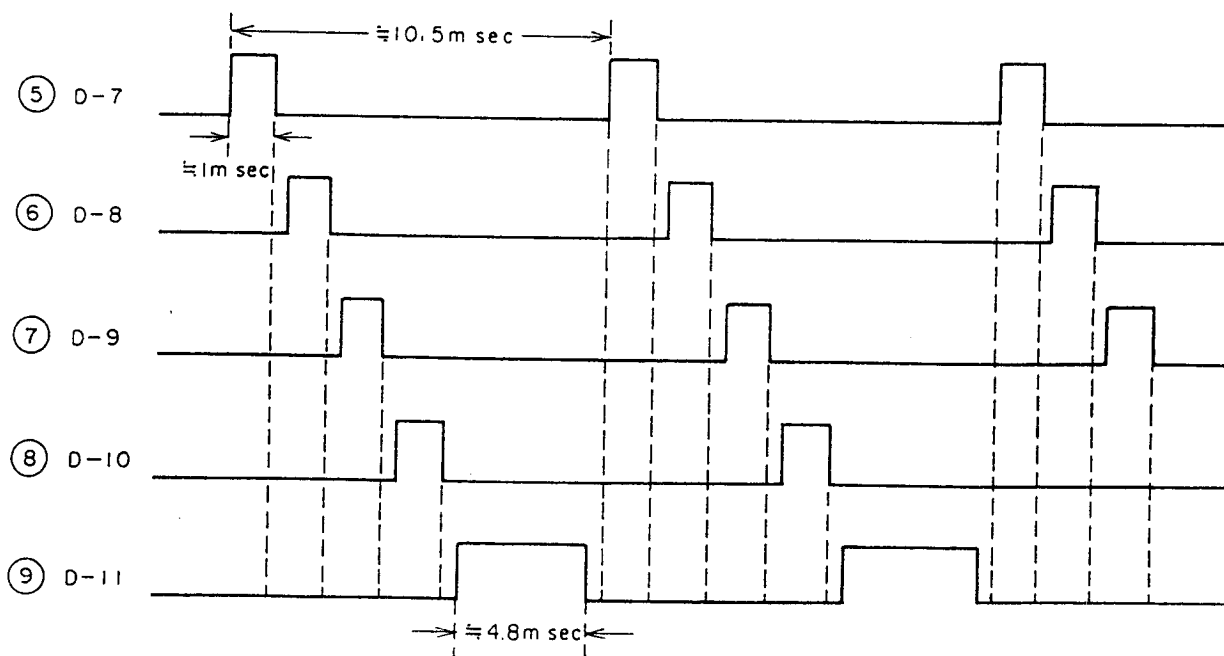 ≒10.5m sec
⑤ D-7
≒1m sec
⑥ D-8
⑦ D-9
⑧ D-10
⑨ D-11
≒4.8m sec